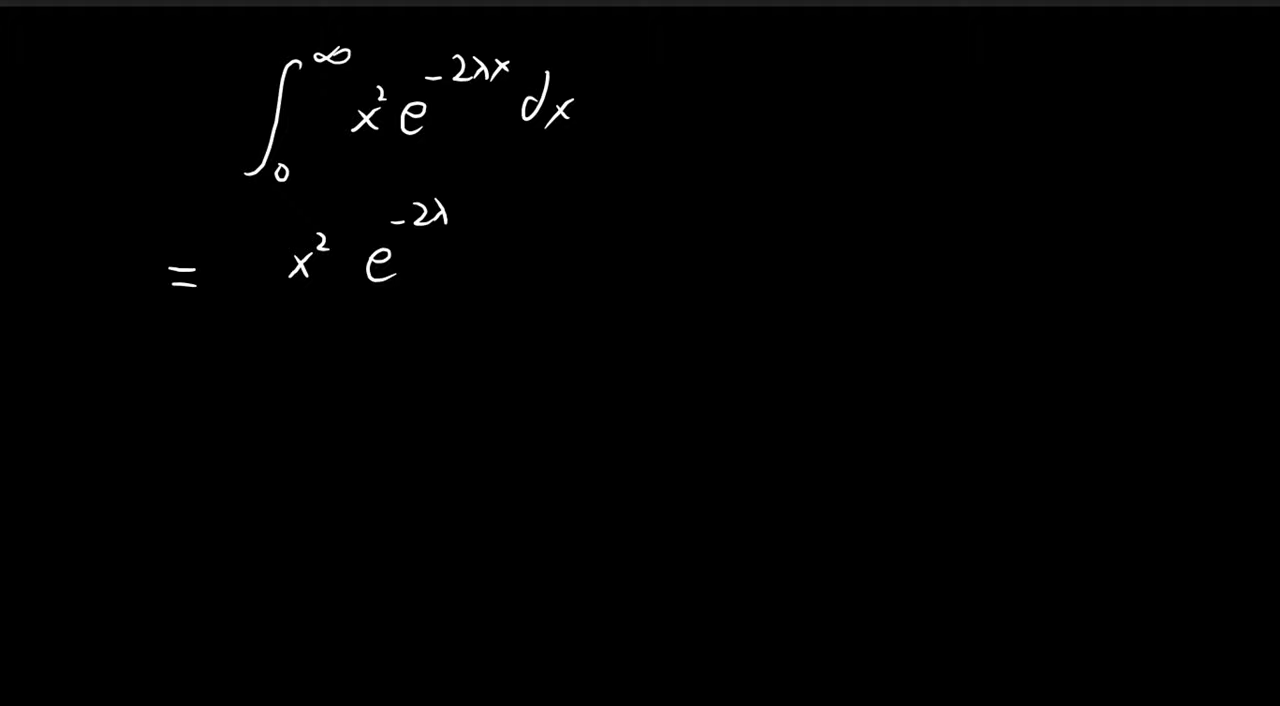 ∫₀^∞ x² e^{-2λx} dx
= x² e^{-2λ}